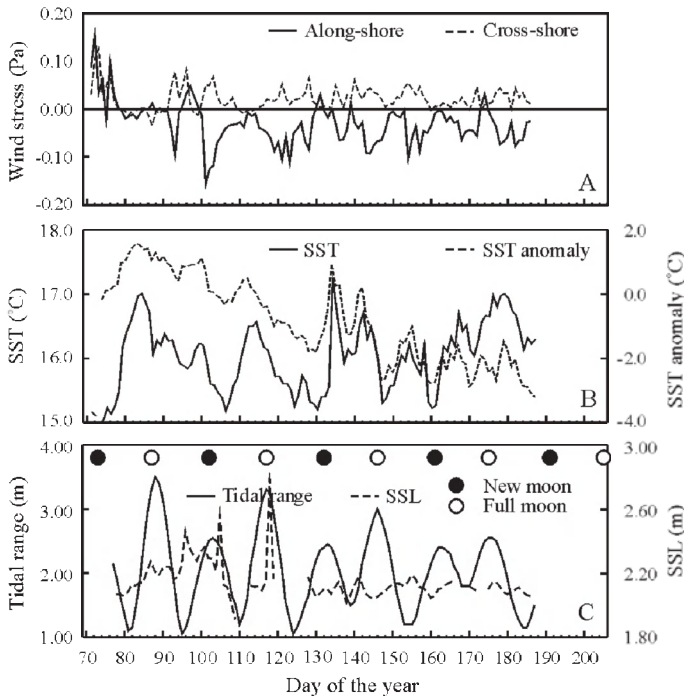 0.20
0.10
0.00
-0.10
-0.20
Wind stress (Pa)
Along-shore
Cross-shore
A
18.0
17.0
16.0
15.0
SST (°C)
SST
SST anomaly
2.0
0.0
-2.0
-4.0
SST anomaly (°C)
B
4.00
3.00
2.00
1.00
Tidal range (m)
Tidal range
SSL
New moon
Full moon
3.00
2.60
2.20
1.80
SSL (m)
C
70 80 90 100 110 120 130 140 150 160 170 180 190 200
Day of the year